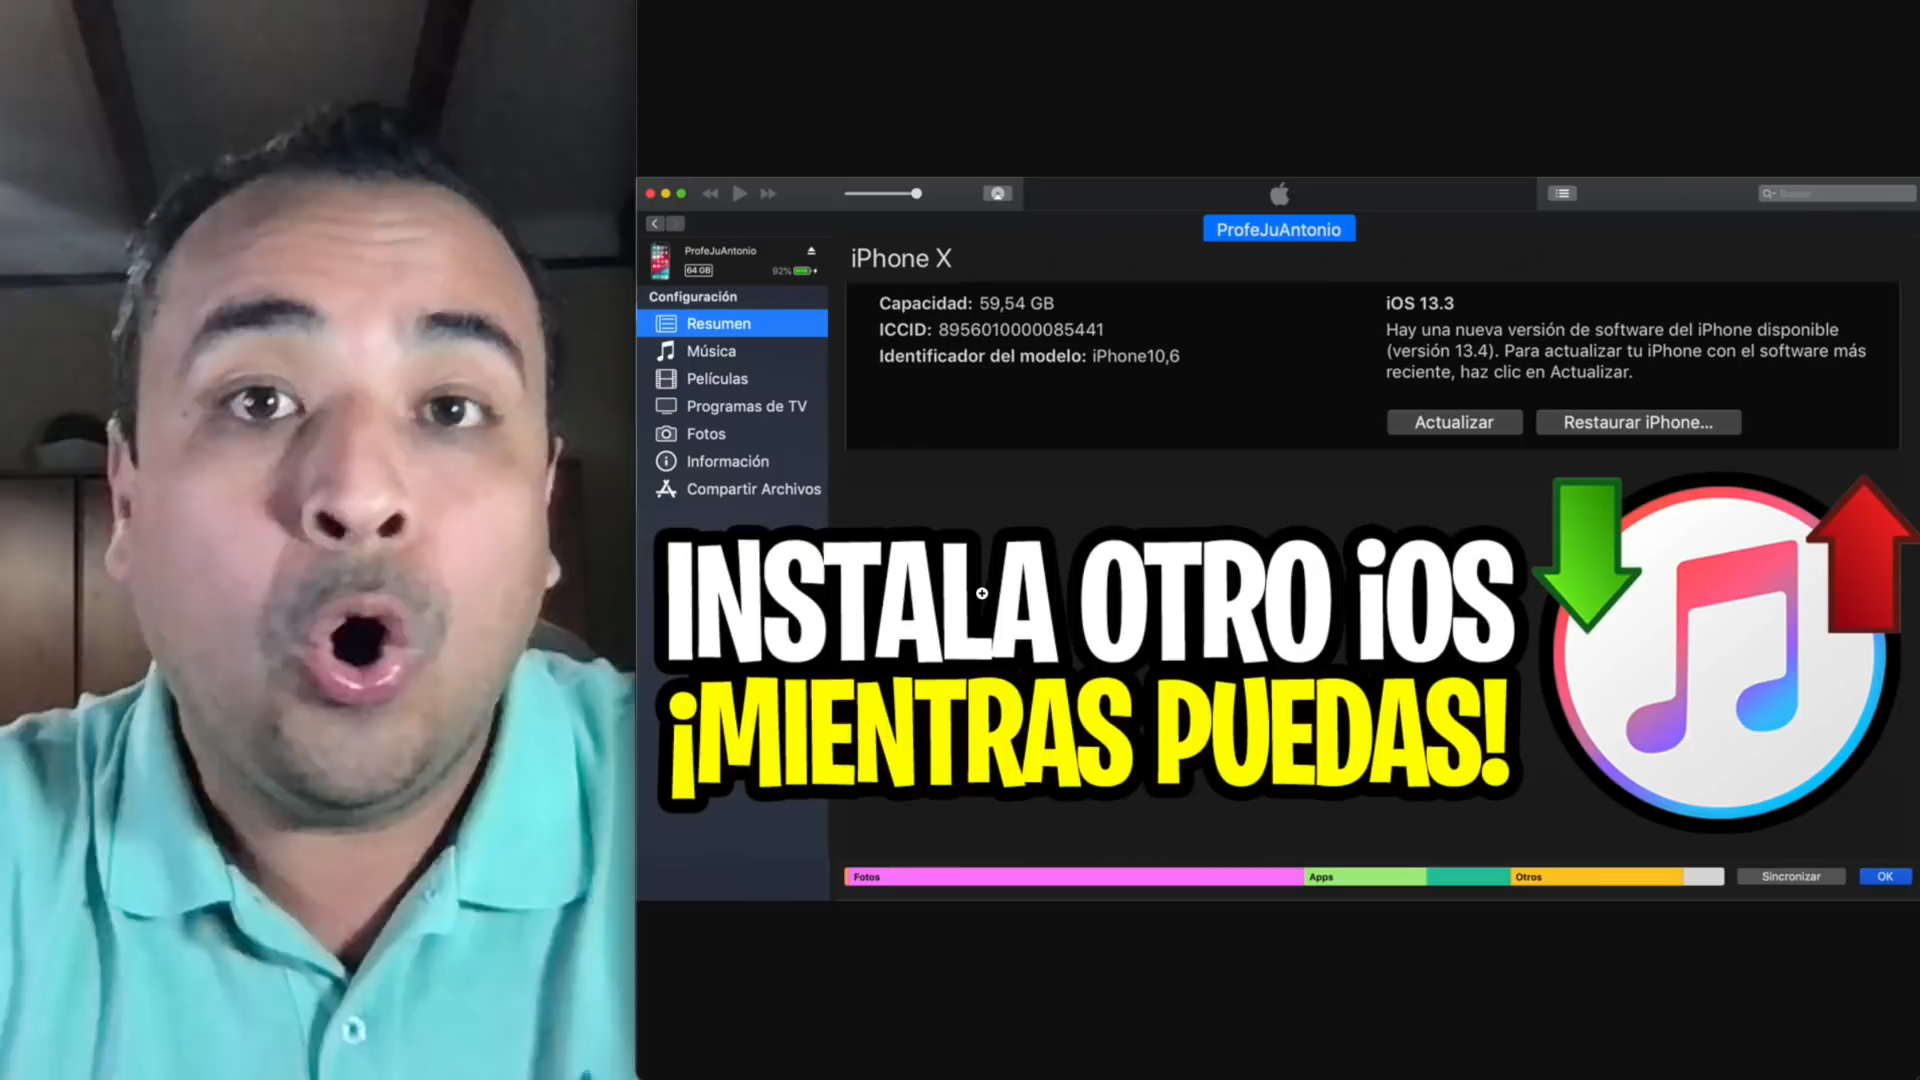 ProfeJuAntonio
ProfeJuAntonio
64 GB
92%
iPhone X
Configuración
Resumen
Música
Películas
Programas de TV
Fotos
Información
Compartir Archivos
Capacidad: 59,54 GB
ICCID: 8956010000085441
Identificador del modelo: iPhone10,6
iOS 13.3
Hay una nueva versión de software del iPhone disponible
(versión 13.4). Para actualizar tu iPhone con el software más
reciente, haz clic en Actualizar.
Actualizar
Restaurar iPhone...
INSTALA OTRO iOS
¡MIENTRAS PUEDAS!
Fotos
Apps
Otros
Sincronizar
OK